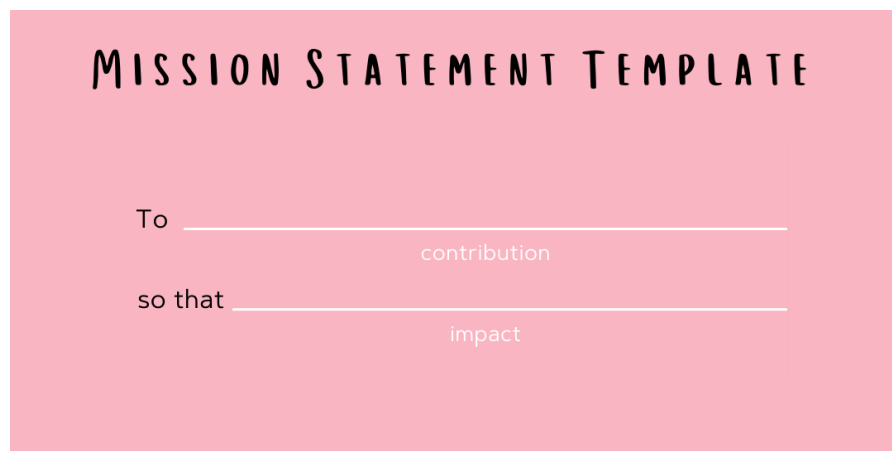 Mission Statement Template
To
contribution
so that
impact